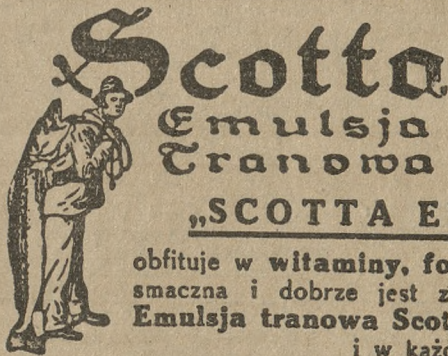 Scotta
Emulsja
Tranowa
„SCOTTA E
obfituje w witaminy, fo
smaczna i dobrze jest z
Emulsja tranowa Scot
i w każ